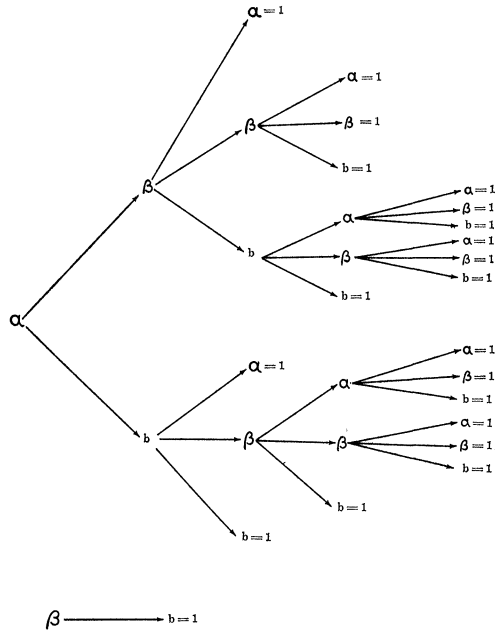 α = 1
α = 1
β
β = 1
b = 1
β
α = 1
α
β = 1
b = 1
b
α = 1
β
β = 1
b = 1
b = 1
α
α = 1
α = 1
α
β = 1
b = 1
b
β
α = 1
β
β = 1
b = 1
b = 1
b = 1
β
b = 1